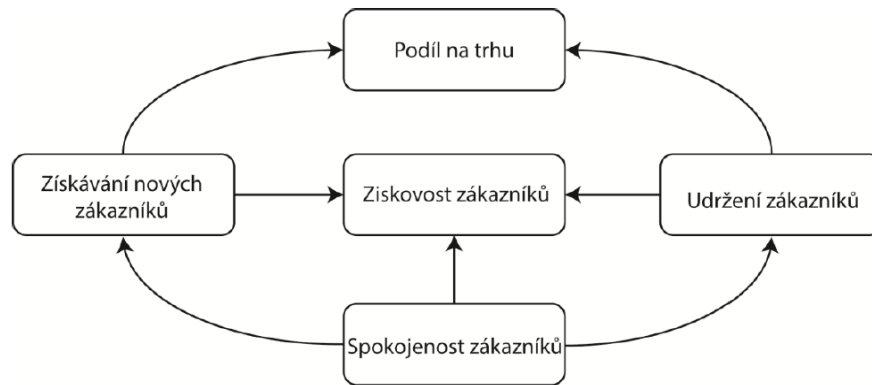 Podíl na trhu
Získávání nových
zákazníků
Ziskovost zákazníků
Udržení zákazníků
Spokojenost zákazníků